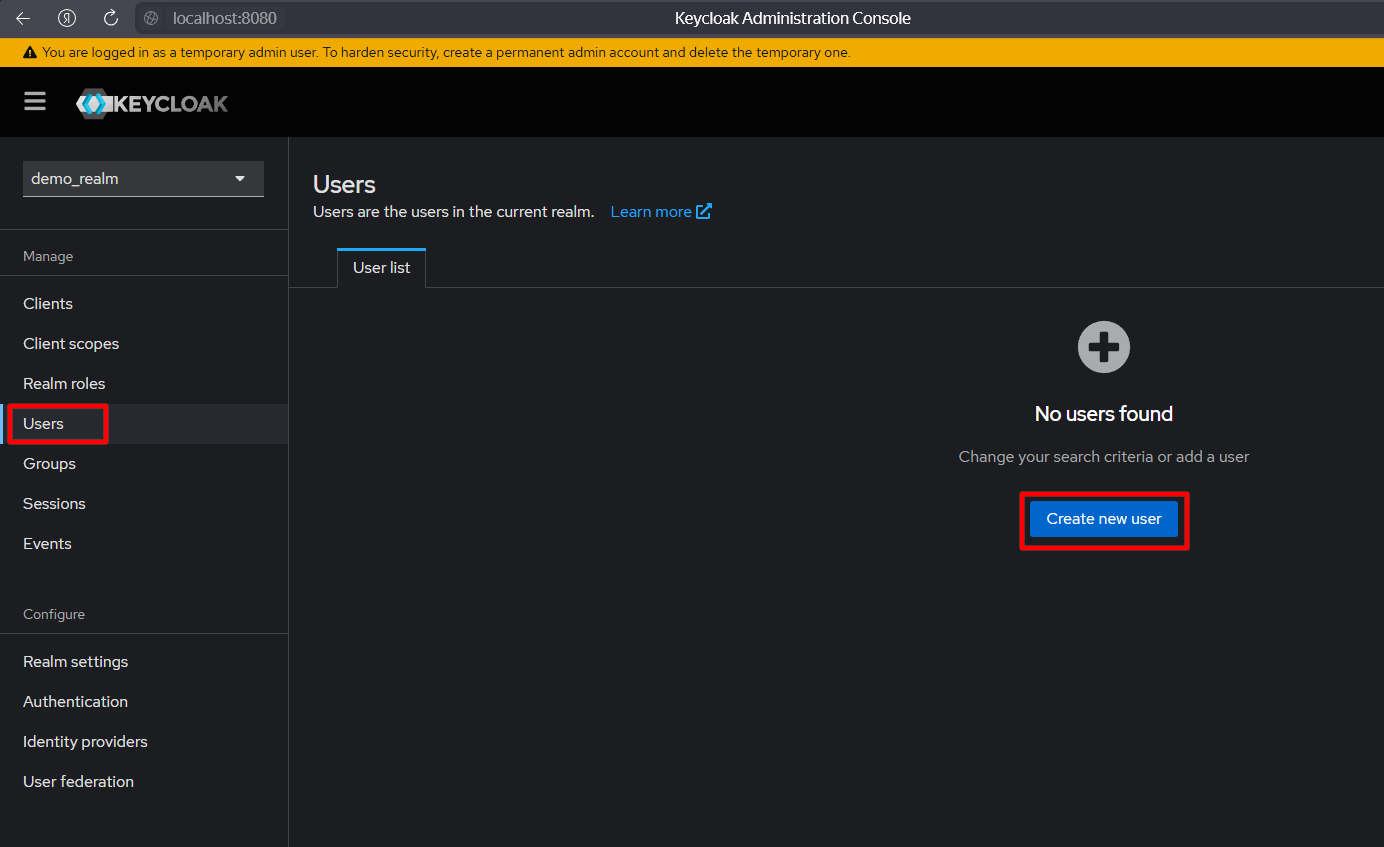 Я localhost:8080 Keycloak Administration Console
You are logged in as a temporary admin user. To harden security, create a permanent admin account and delete the temporary one.
KEYCLOAK
demo_realm
Manage
Clients
Client scopes
Realm roles
Users
Groups
Sessions
Events
Configure
Realm settings
Authentication
Identity providers
User federation
Users
Users are the users in the current realm. Learn more
User list
No users found
Change your search criteria or add a user
Create new user